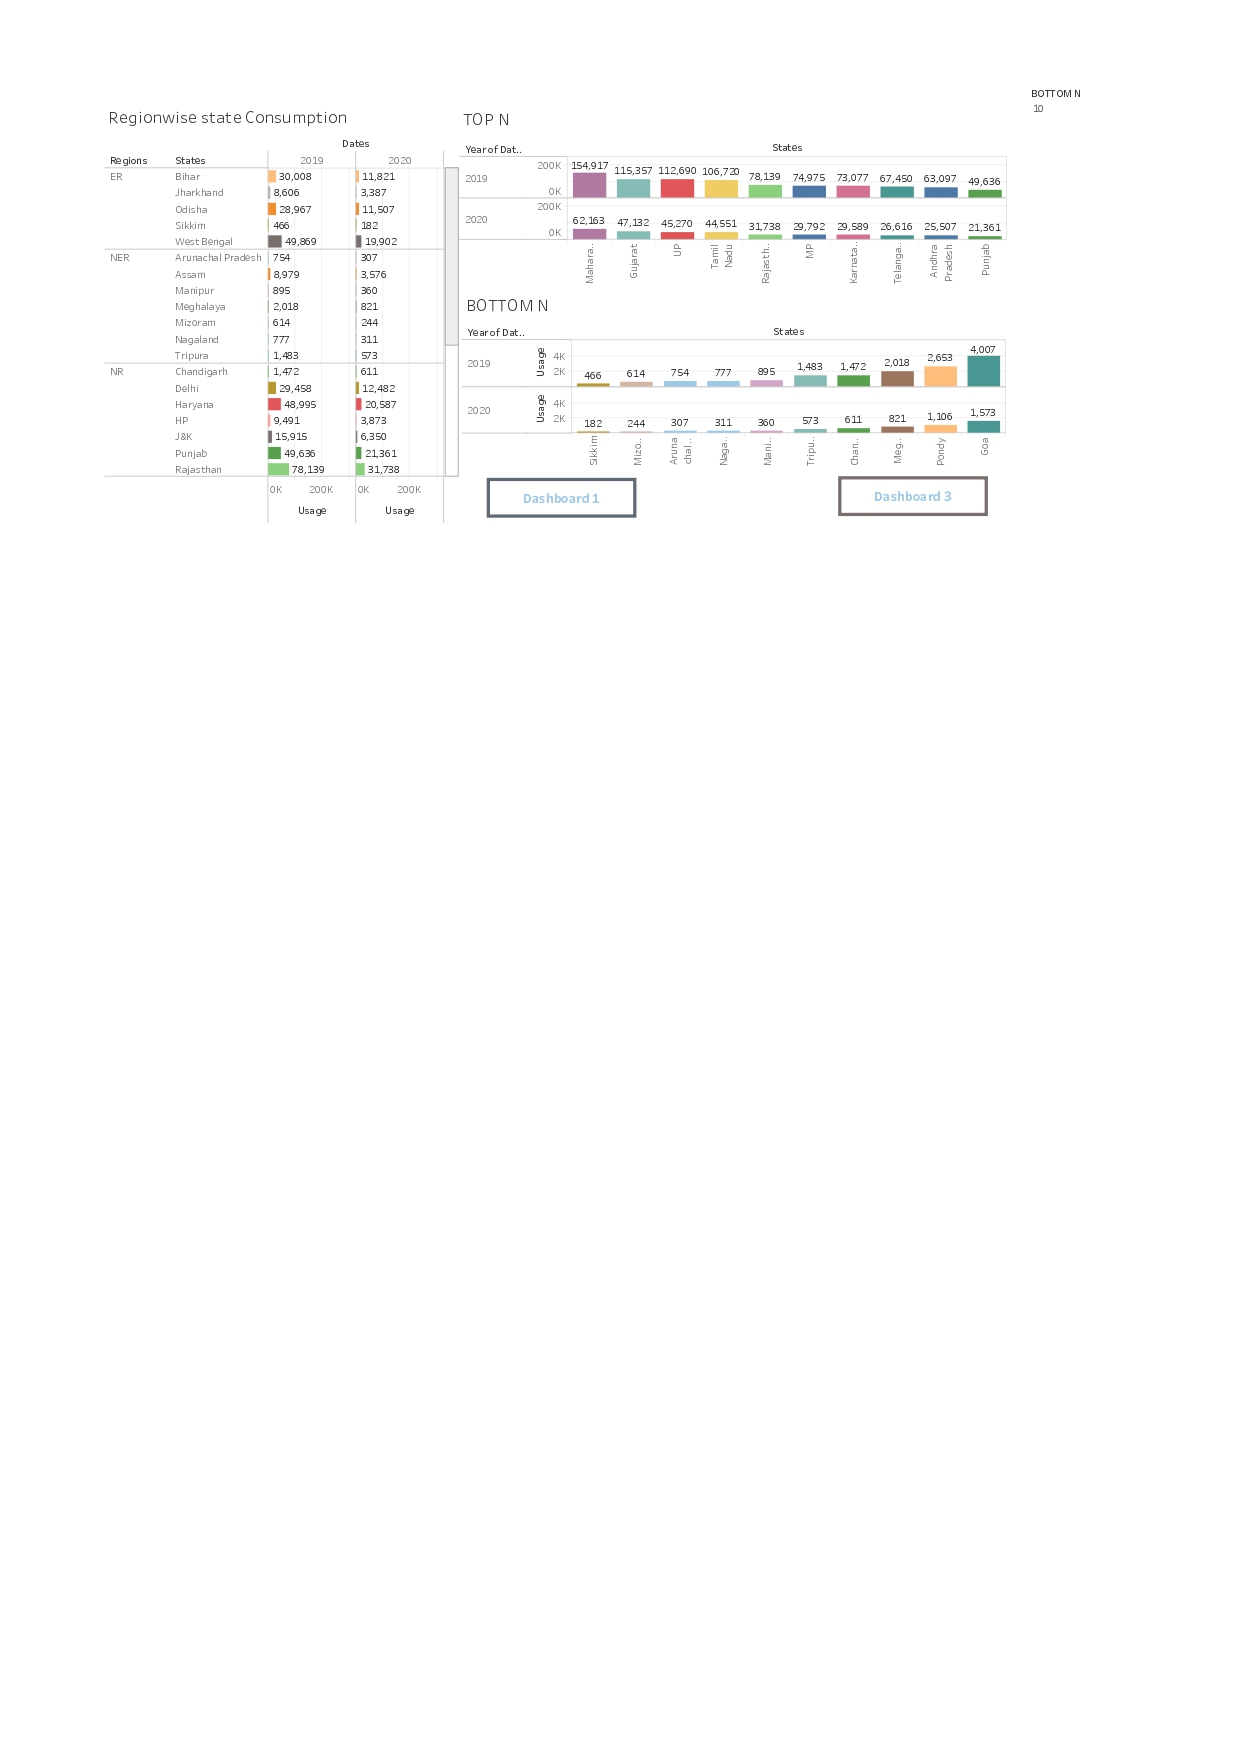 BOTTOM N
10
Regionwise state Consumption
Dates
Regions States 2019 2020
ER Bihar 30,008 11,821
Jharkhand 8,606 3,387
Odisha 28,967 11,507
Sikkim 466 182
West Bengal 49,869 19,902
NER Arunachal Pradesh 754 307
Assam 8,979 3,576
Manipur 895 360
Meghalaya 2,018 821
Mizoram 614 244
Nagaland 777 311
Tripura 1,483 573
NR Chandigarh 1,472 611
Delhi 29,458 12,482
Haryana 48,995 20,587
HP 9,491 3,873
J&K 15,915 6,350
Punjab 49,636 21,361
Rajasthan 78,139 31,738
0K 200K 0K 200K
Usage Usage
TOP N
Year of Dat.. States
200K 154,917 115,357 112,690 106,720 78,139 74,975 73,077 67,450 63,097 49,636
2019
0K
200K
2020 62,163 47,132 45,270 44,551 31,738 29,792 29,589 26,616 25,507 21,361
0K
Mahara.. Gujarat UP Tamil Nadu Rajasth.. MP Karnata.. Telanga.. Andhra Pradesh Punjab
BOTTOM N
Year of Dat.. States
2019 Usage 4K 2K 466 614 754 777 895 1,483 1,472 2,018 2,653 4,007
2020 Usage 4K 2K 182 244 307 311 360 573 611 821 1,106 1,573
Sikkim Mizo.. Aruna chal.. Naga.. Mani.. Tripu.. Chan.. Meg.. Pondy Goa
Dashboard 1 Dashboard 3